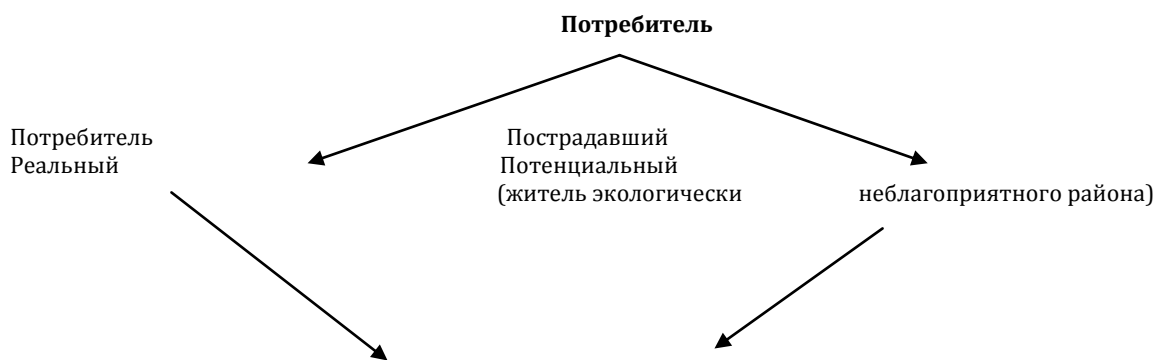 Потребитель
Потребитель Пострадавший
Реальный Потенциальный
(житель экологически неблагоприятного района)